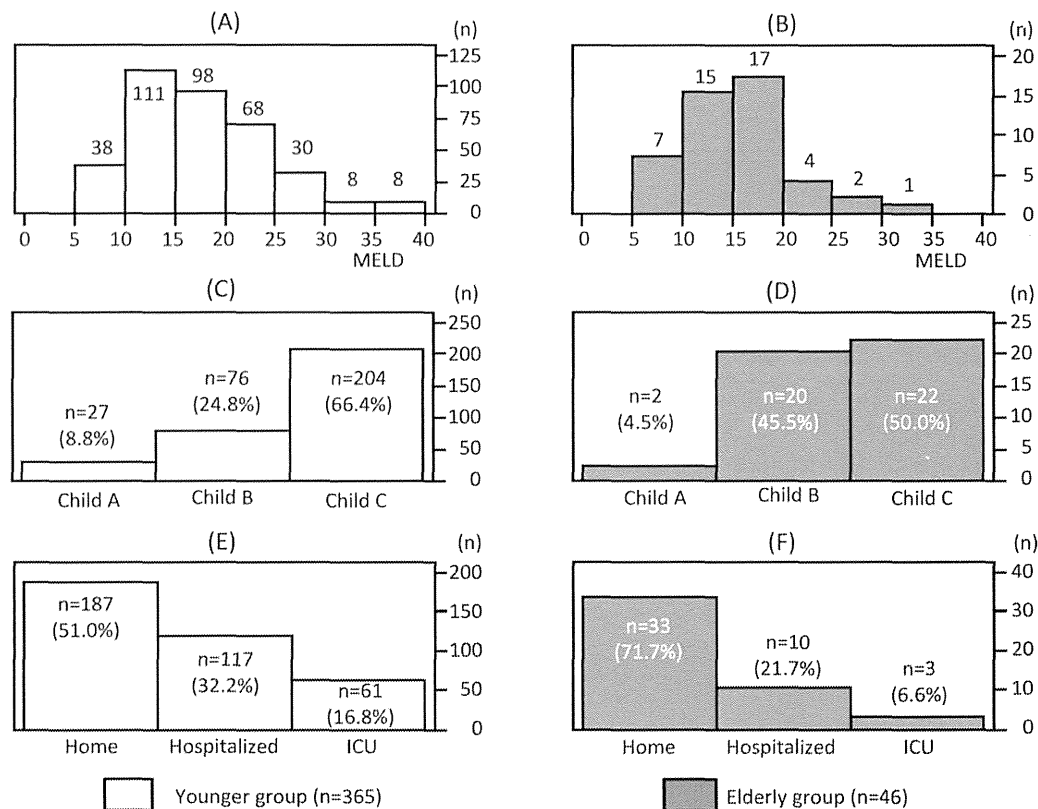 (A)
(n)
125
100
75
50
25
0
38
111
98
68
30
8
8
0 5 10 15 20 25 30 35 40
MELD
(B)
(n)
20
15
10
5
0
7
15
17
4
2
1
0 5 10 15 20 25 30 35 40
MELD
(C)
(n)
250
200
150
100
50
0
n=27
(8.8%)
n=76
(24.8%)
n=204
(66.4%)
Child A Child B Child C
(D)
(n)
25
20
15
10
5
0
n=2
(4.5%)
n=20
(45.5%)
n=22
(50.0%)
Child A Child B Child C
(E)
(n)
200
150
100
50
0
n=187
(51.0%)
n=117
(32.2%)
n=61
(16.8%)
Home Hospitalized ICU
(F)
(n)
40
30
20
10
0
n=33
(71.7%)
n=10
(21.7%)
n=3
(6.6%)
Home Hospitalized ICU
Younger group (n=365)
Elderly group (n=46)